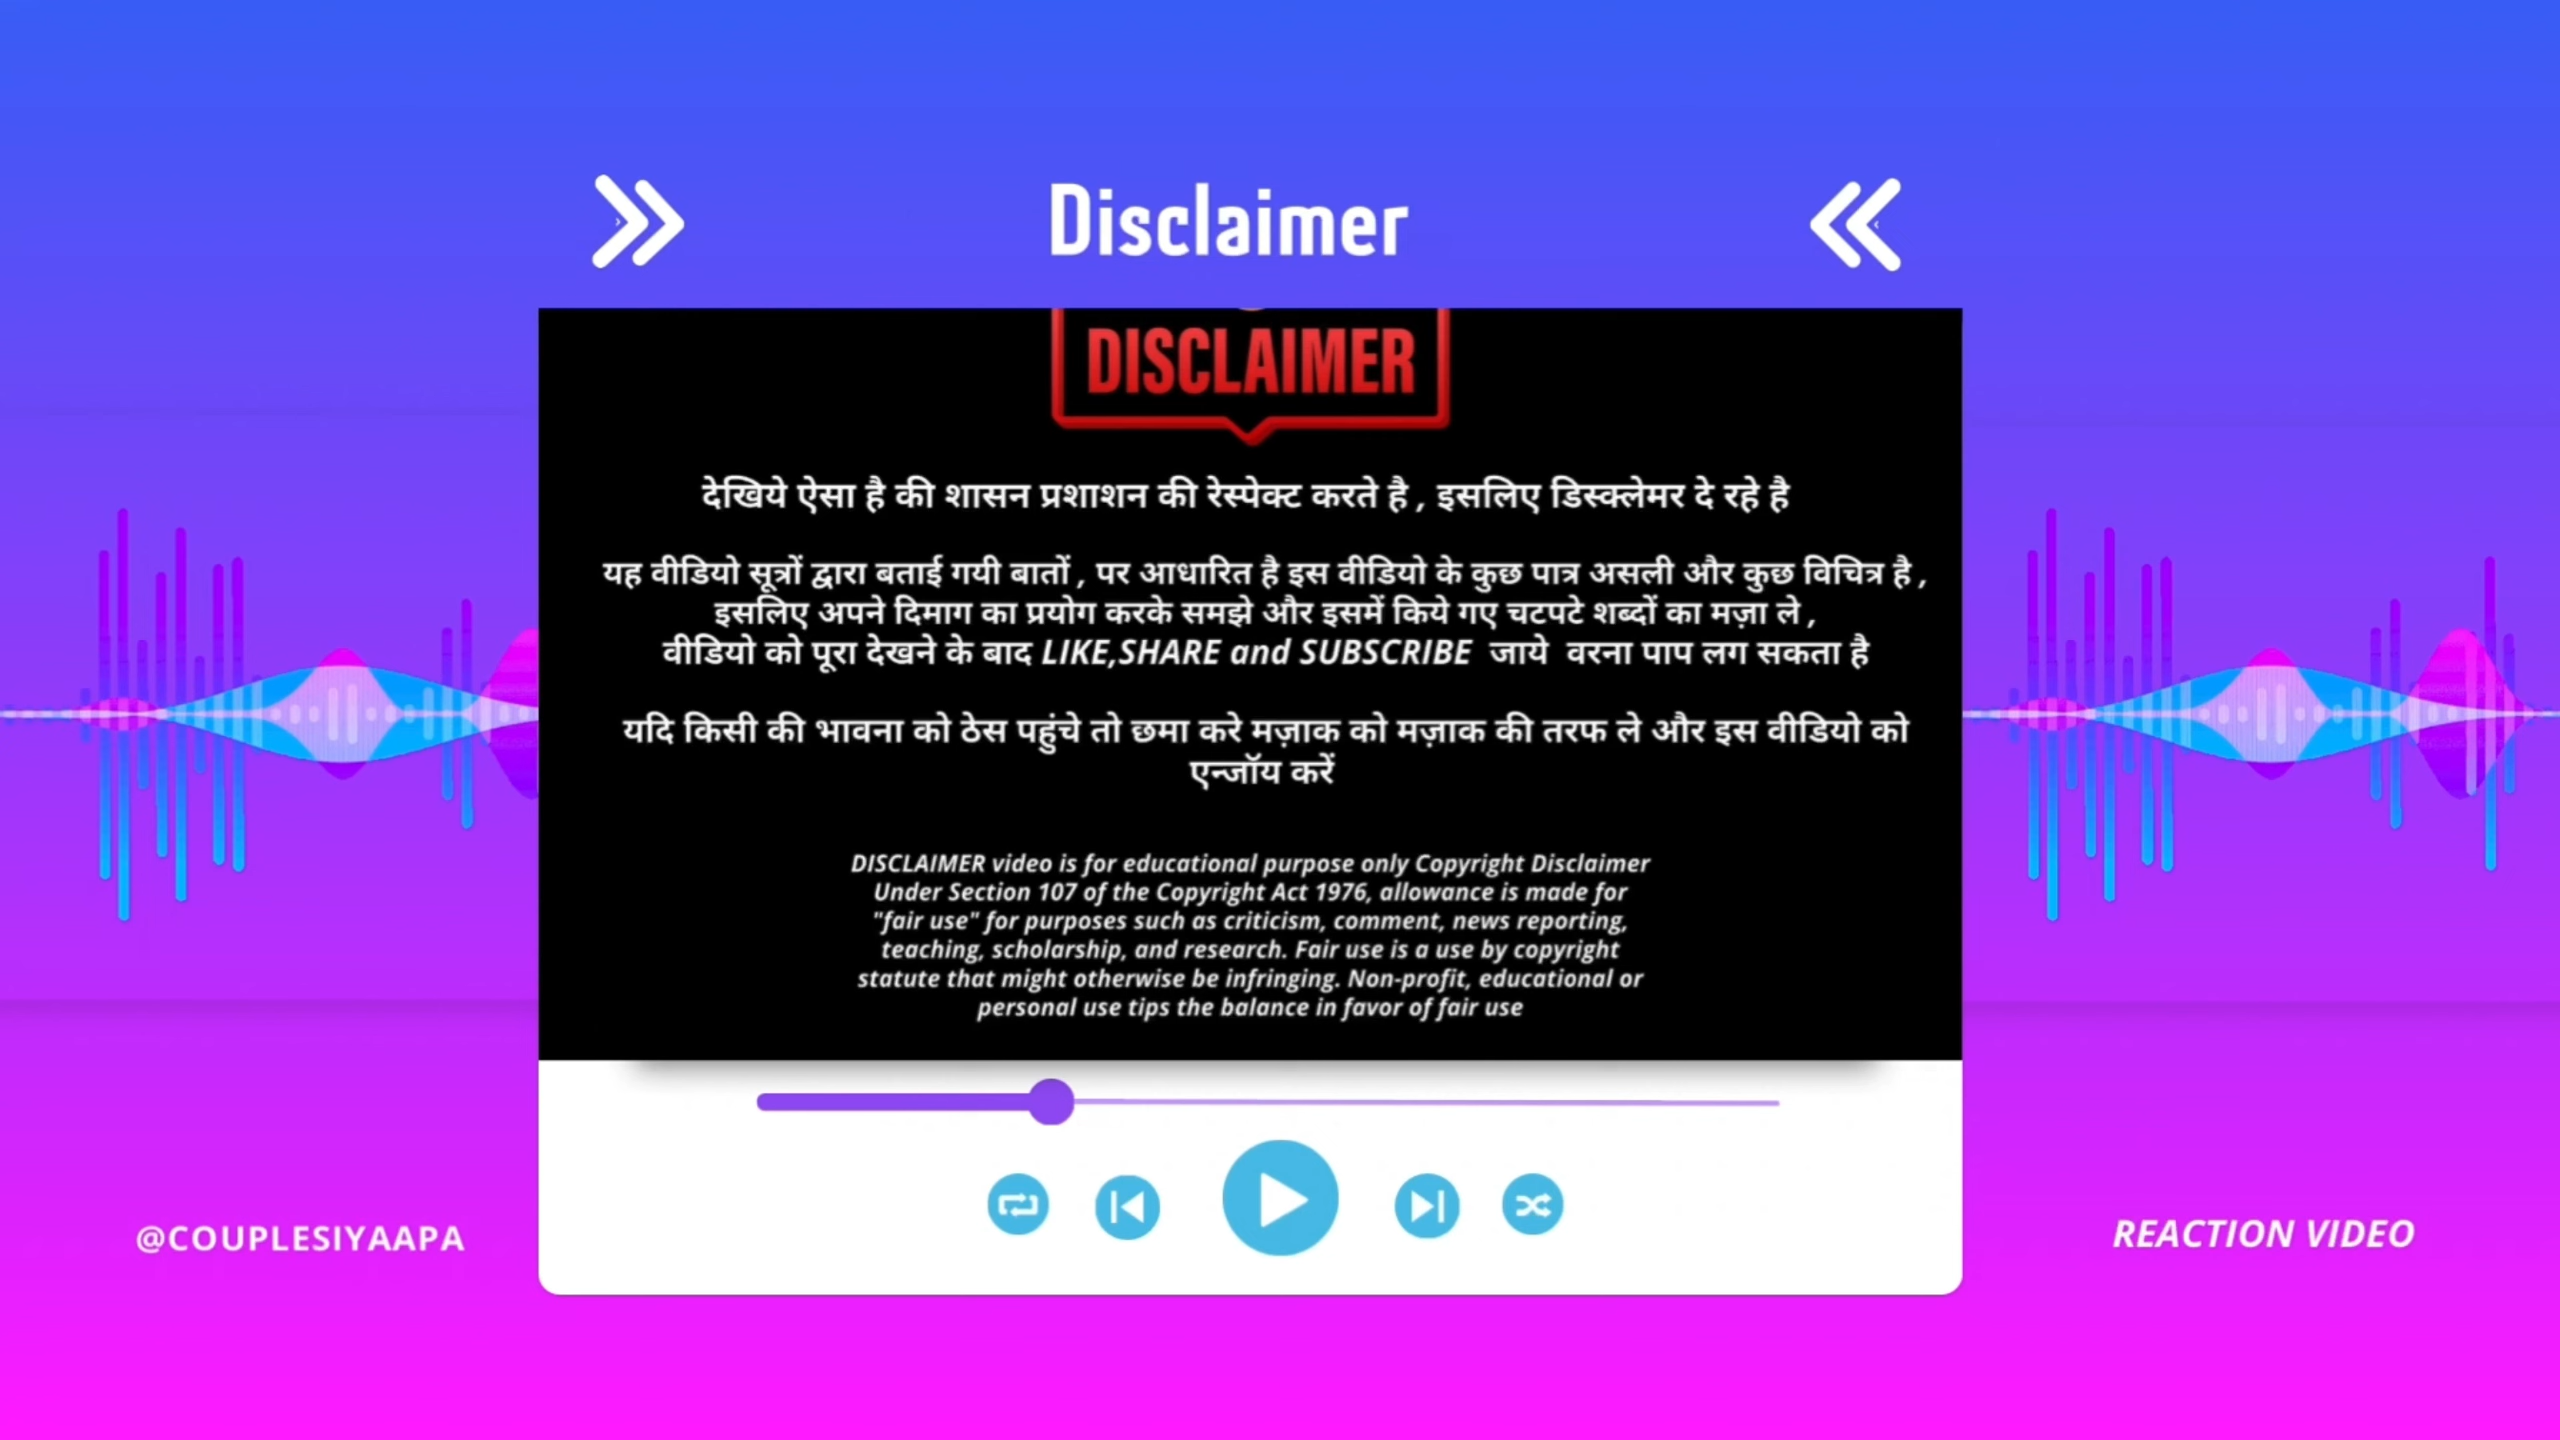 Disclaimer
DISCLAIMER
देखिये ऐसा है की शासन प्रशाशन की रेस्पेक्ट करते है , इसलिए डिस्क्लेमर दे रहे है
यह वीडियो सूत्रों द्वारा बताई गयी बातों , पर आधारित है इस वीडियो के कुछ पात्र असली और कुछ विचित्र है ,
इसलिए अपने दिमाग का प्रयोग करके समझे और इसमें किये गए चटपटे शब्दों का मज़ा ले ,
वीडियो को पूरा देखने के बाद LIKE,SHARE and SUBSCRIBE जाये वरना पाप लग सकता है
यदि किसी की भावना को ठेस पहुंचे तो छमा करे मज़ाक को मज़ाक की तरफ ले और इस वीडियो को
एन्जॉय करें
DISCLAIMER video is for educational purpose only Copyright Disclaimer
Under Section 107 of the Copyright Act 1976, allowance is made for
"fair use" for purposes such as criticism, comment, news reporting,
teaching, scholarship, and research. Fair use is a use by copyright
statute that might otherwise be infringing. Non-profit, educational or
personal use tips the balance in favor of fair use
@COUPLESIYAAPA
REACTION VIDEO